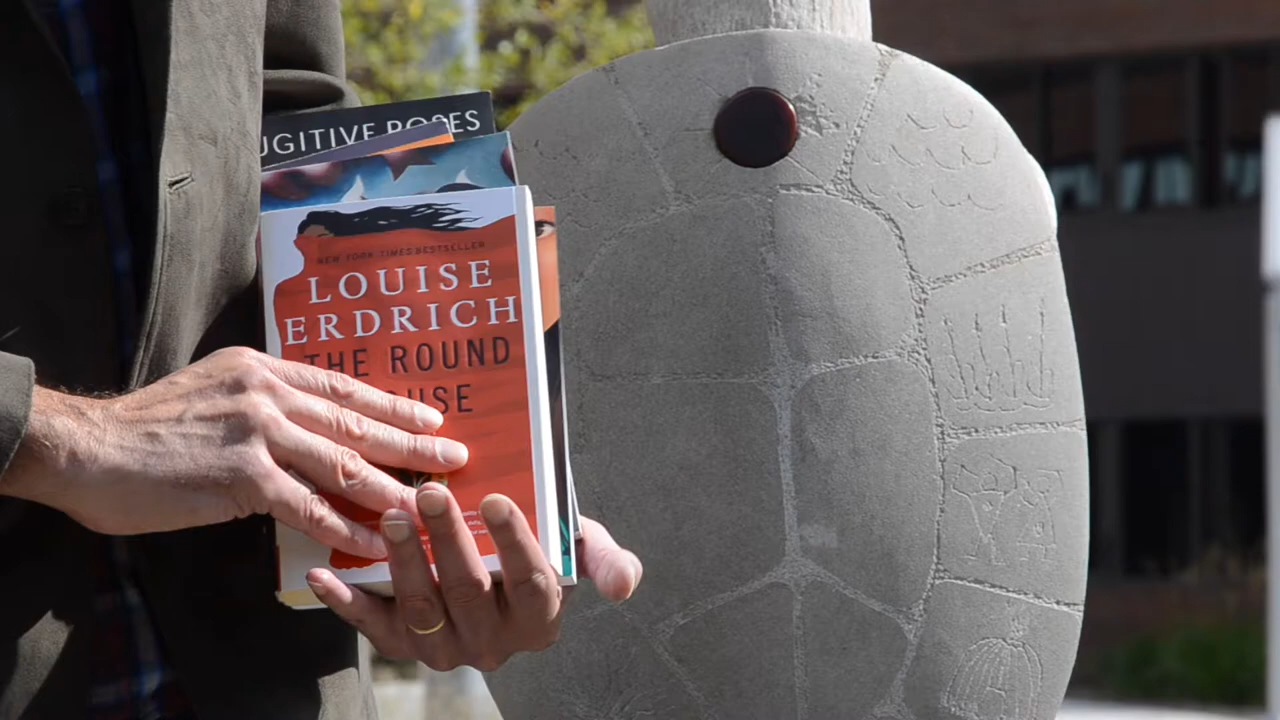 UGITIVE POSES
NEW YORK TIMES BESTSELLER
LOUISE
ERDRICH
THE ROUND
USE